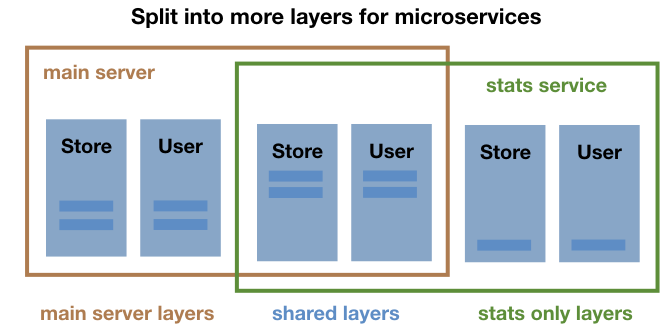 Split into more layers for microservices
main server
stats service
Store
User
Store
User
Store
User
main server layers
shared layers
stats only layers